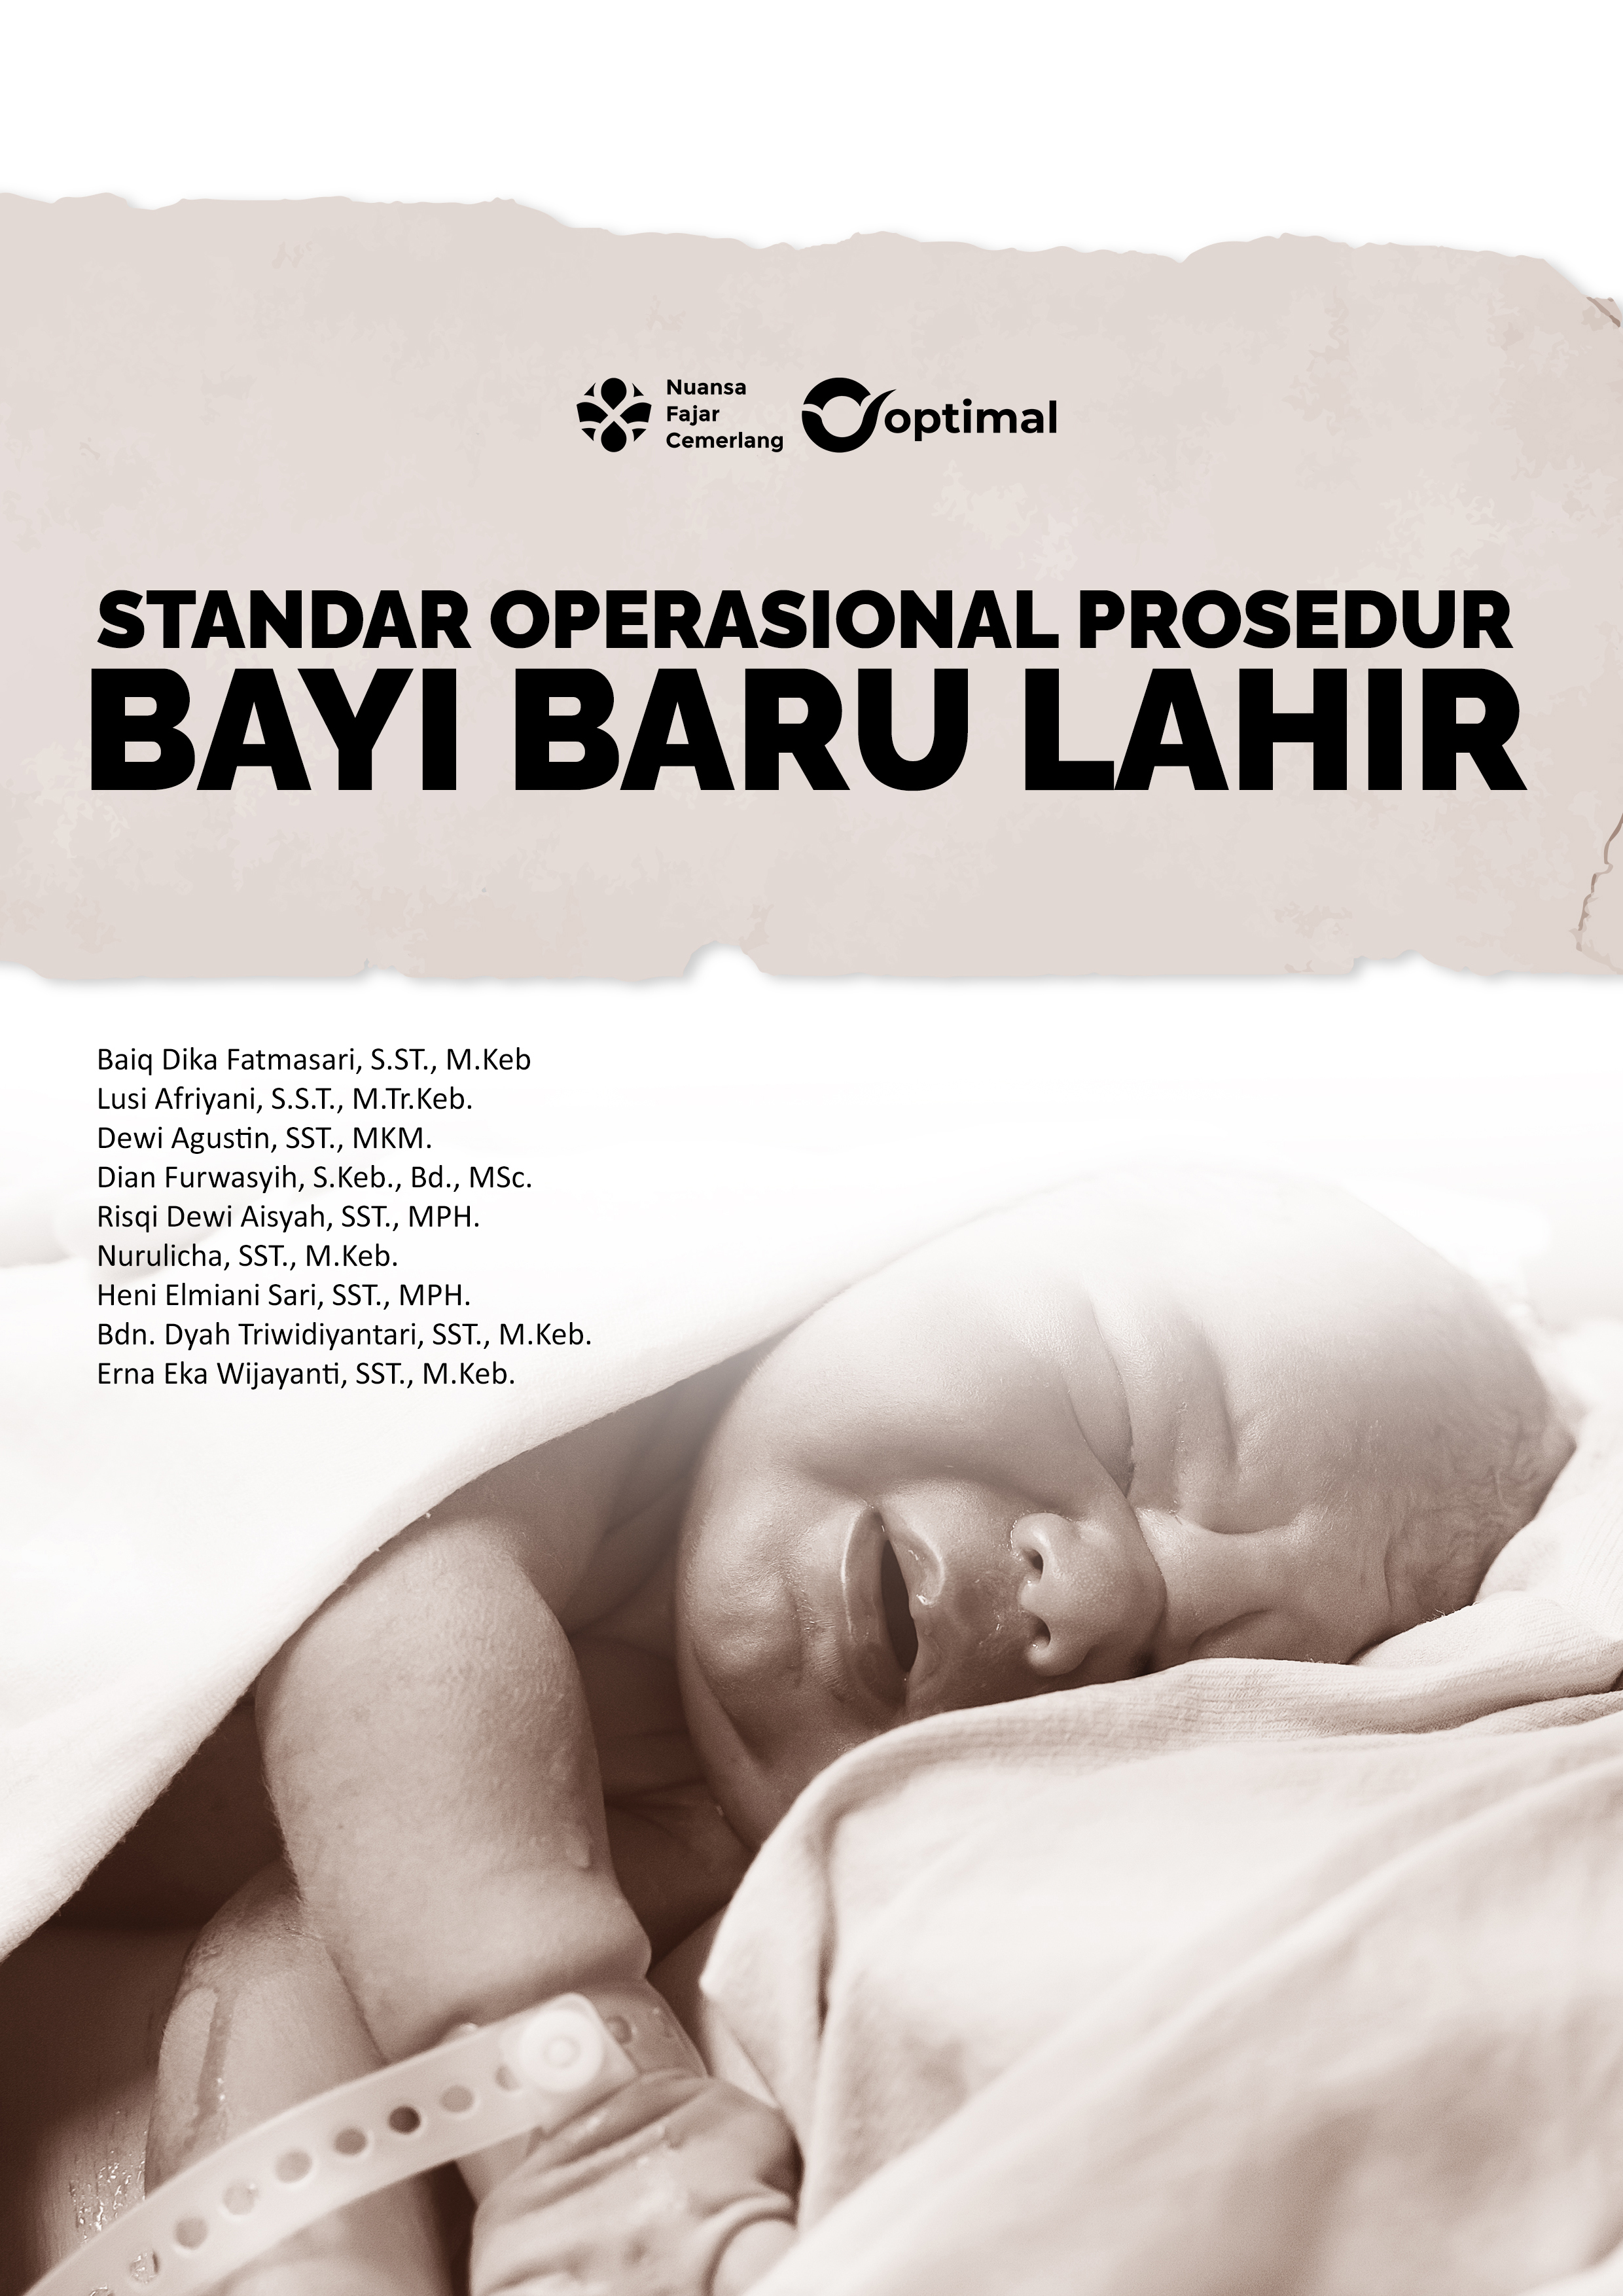 Nuansa
Fajar
Cemerlang
optimal
STANDAR OPERASIONAL PROSEDUR
BAYI BARU LAHIR
Baiq Dika Fatmasari, S.ST., M.Keb
Lusi Afriyani, S.S.T., M.Tr.Keb.
Dewi Agustin, SST., MKM.
Dian Furwasyih, S.Keb., Bd., MSc.
Risqi Dewi Aisyah, SST., MPH.
Nurulicha, SST., M.Keb.
Heni Elmiani Sari, SST., MPH.
Bdn. Dyah Triwidiyantari, SST., M.Keb.
Erna Eka Wijayanti, SST., M.Keb.